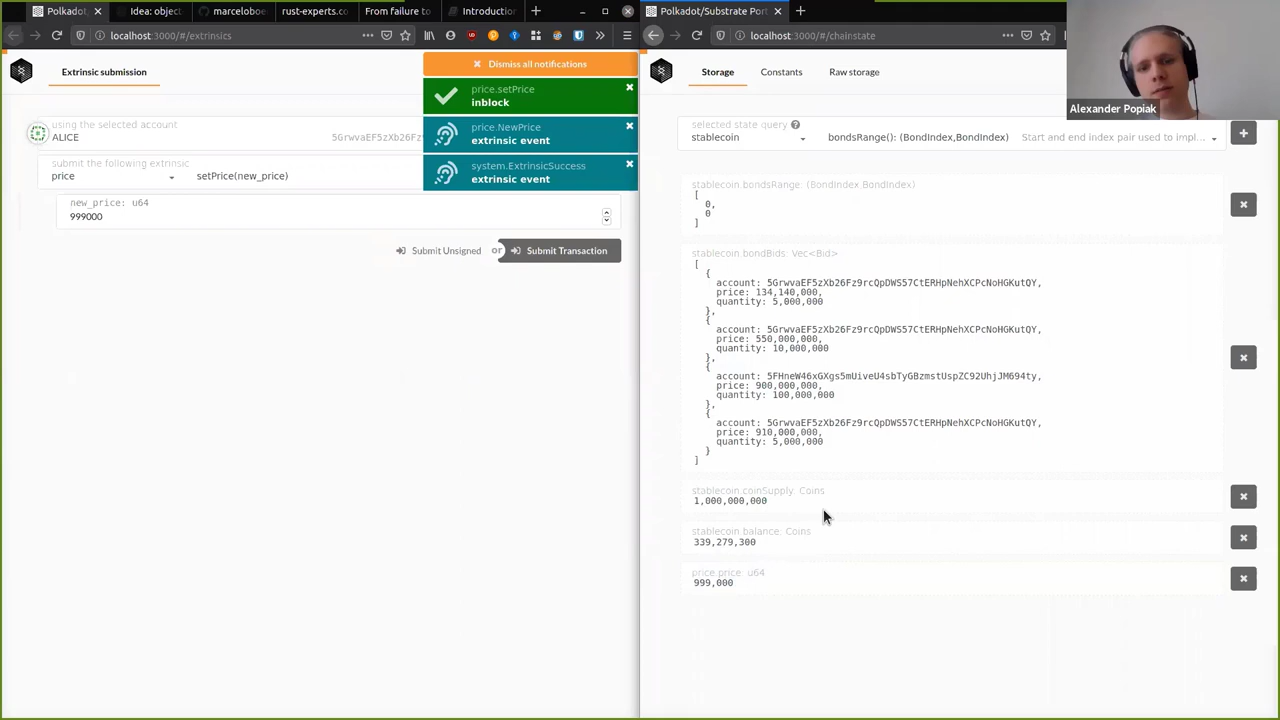 Polkadot/
Idea: object
marceloboe
rust-experts.co
From failure to
Introduction
localhost:3000/#/extrinsics
Extrinsic submission
Dismiss all notifications
price.setPrice
inblock
price.NewPrice
extrinsic event
system.ExtrinsicSuccess
extrinsic event
using the selected account
ALICE
5GrwvaEF5zXb26Fz
submit the following extrinsic
price
setPrice(new_price)
new_price: u64
999000
Submit Unsigned
or
Submit Transaction
Polkadot/Substrate Port
localhost:3000/#/chainstate
Storage
Constants
Raw storage
Alexander Popiak
selected state query
stablecoin
bondsRange(): (BondIndex,BondIndex)
Start and end index pair used to impl...
stablecoin.bondsRange: (BondIndex,BondIndex)
[
0,
0
]
stablecoin.bondBids: Vec<Bid>
[
{
account: 5GrwvaEF5zXb26Fz9rcQpDWS57CtERHpNehXCPcNoHGKutQY,
price: 134,140,000,
quantity: 5,000,000
},
{
account: 5GrwvaEF5zXb26Fz9rcQpDWS57CtERHpNehXCPcNoHGKutQY,
price: 550,000,000,
quantity: 10,000,000
},
{
account: 5FHneW46xGXgs5mUiveU4sbTyGBzmstUspZC92UhjJM694ty,
price: 900,000,000,
quantity: 100,000,000
},
{
account: 5GrwvaEF5zXb26Fz9rcQpDWS57CtERHpNehXCPcNoHGKutQY,
price: 910,000,000,
quantity: 5,000,000
}
]
stablecoin.coinSupply: Coins
1,000,000,000
stablecoin.balance: Coins
339,279,300
price.price: u64
999,000